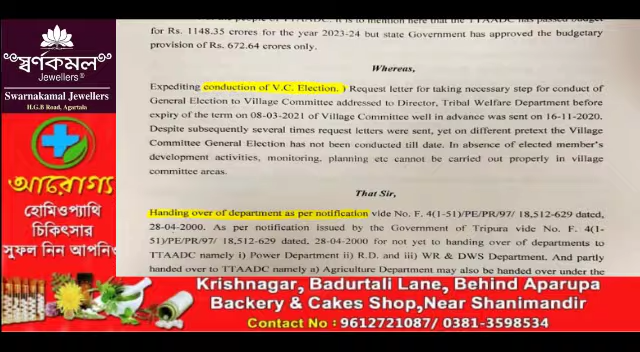 স্বর্ণকমল
Jewellers®
Swarnakamal Jewellers
H.G.B Road, Agartala
আরোগ্য
হোমিওপ্যাথি
চিকিৎসার
সুফল নিন আপনিও
for Rs. 1148.35 crores for the year 2023-24 but state Government has approved the budgetary
provision of Rs. 672.64 crores only.
Whereas,
Expediting conduction of V.C. Election. ) Request letter for taking necessary step for conduct of
General Election to Village Committee addressed to Director, Tribal Welfare Department before
expiry of the term on 08-03-2021 of Village Committee well in advance was sent on 16-11-2020.
Despite subsequently several times request letters were sent, yet on different pretext the Village
Committee General Election has not been conducted till date. In absence of elected member's
development activities, monitoring, planning etc cannot be carried out properly in village
committee areas.
That Sir,
Handing over of department as per notification vide No. F. 4(1-51)/PE/PR/97/ 18,512-629 dated,
28-04-2000. As per notification issued by the Government of Tripura vide No. F. 4(1-
51)/PE/PR/97/ 18,512-629 dated, 28-04-2000 for not yet to handing over of departments to
TTAADC namely i) Power Department ii) R.D. and iii) WR & DWS Department. And partly
handed over to TTAADC namely a) Agriculture Department may also be handed over under the
Krishnagar, Badurtali Lane, Behind Aparupa
Backery & Cakes Shop,Near Shanimandir
Contact No : 9612721087/ 0381-3598534